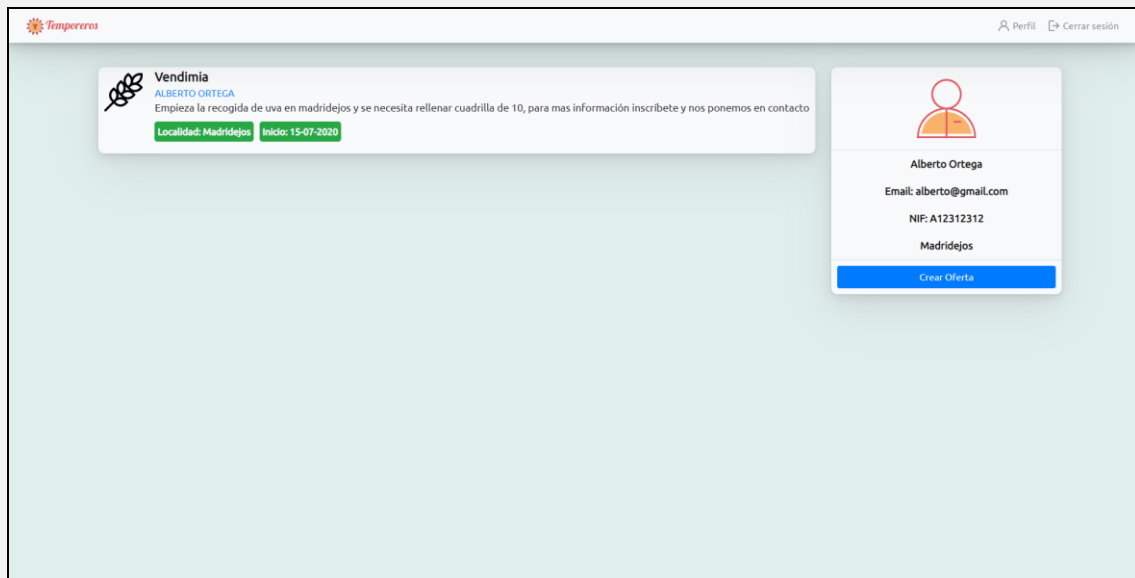 Temporeros
Perfil
Cerrar sesión
Vendimia
ALBERTO ORTEGA
Empieza la recogida de uva en madridejos y se necesita rellenar cuadrilla de 10, para mas información inscríbete y nos ponemos en contacto
Localidad: Madridejos
Inicio: 15-07-2020
Alberto Ortega
Email: alberto@gmail.com
NIF: A12312312
Madridejos
Crear Oferta